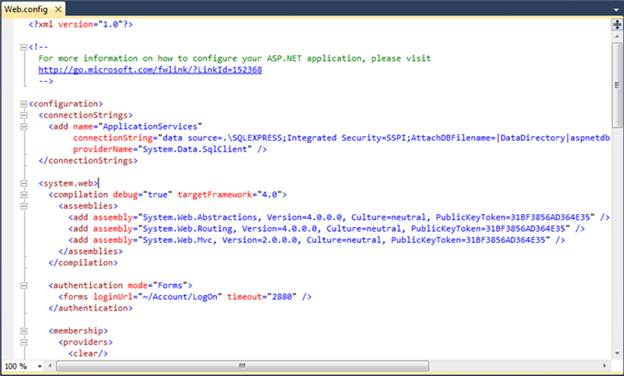 Web.config
<?xml version="1.0"?>
<!--
For more information on how to configure your ASP.NET application, please visit
http://go.microsoft.com/fwlink/?LinkId=152368
-->
<configuration>
<connectionStrings>
<add name="ApplicationServices"
connectionString="data source=.\SQLEXPRESS;Integrated Security=SSPI;AttachDBFilename=|DataDirectory|aspnetdb
providerName="System.Data.SqlClient" />
</connectionStrings>
<system.web>
<compilation debug="true" targetFramework="4.0">
<assemblies>
<add assembly="System.Web.Abstractions, Version=4.0.0.0, Culture=neutral, PublicKeyToken=31BF3856AD364E35" />
<add assembly="System.Web.Routing, Version=4.0.0.0, Culture=neutral, PublicKeyToken=31BF3856AD364E35" />
<add assembly="System.Web.Mvc, Version=2.0.0.0, Culture=neutral, PublicKeyToken=31BF3856AD364E35" />
</assemblies>
</compilation>
<authentication mode="Forms">
<forms loginUrl="~/Account/LogOn" timeout="2880" />
</authentication>
<membership>
<providers>
<clear/>
100 %